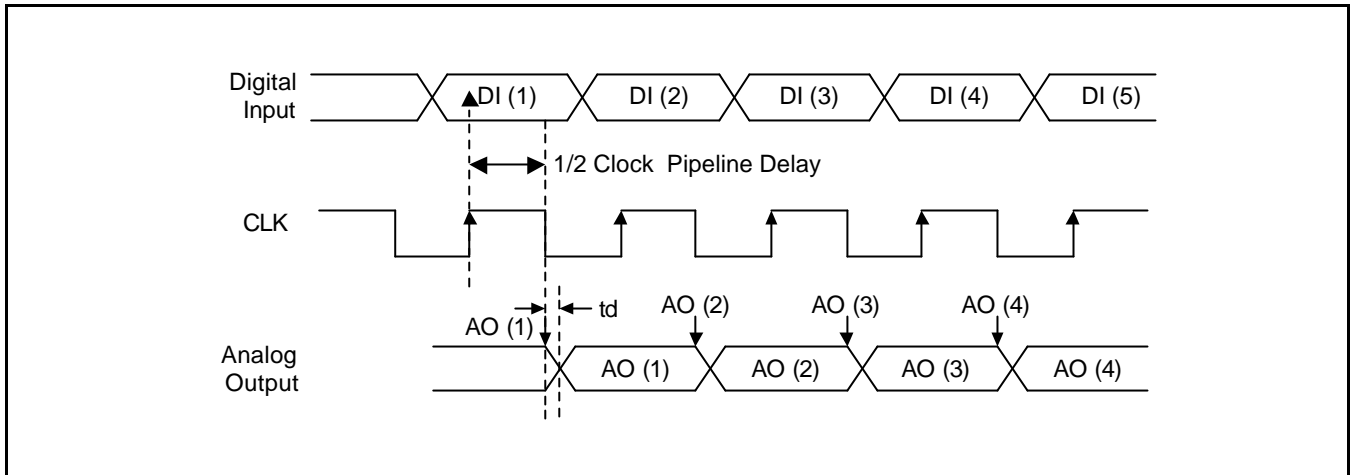 Digital
Input
DI (1)
DI (2)
DI (3)
DI (4)
DI (5)
1/2 Clock Pipeline Delay
CLK
td
AO (1)
AO (2)
AO (3)
AO (4)
Analog
Output
AO (1)
AO (2)
AO (3)
AO (4)